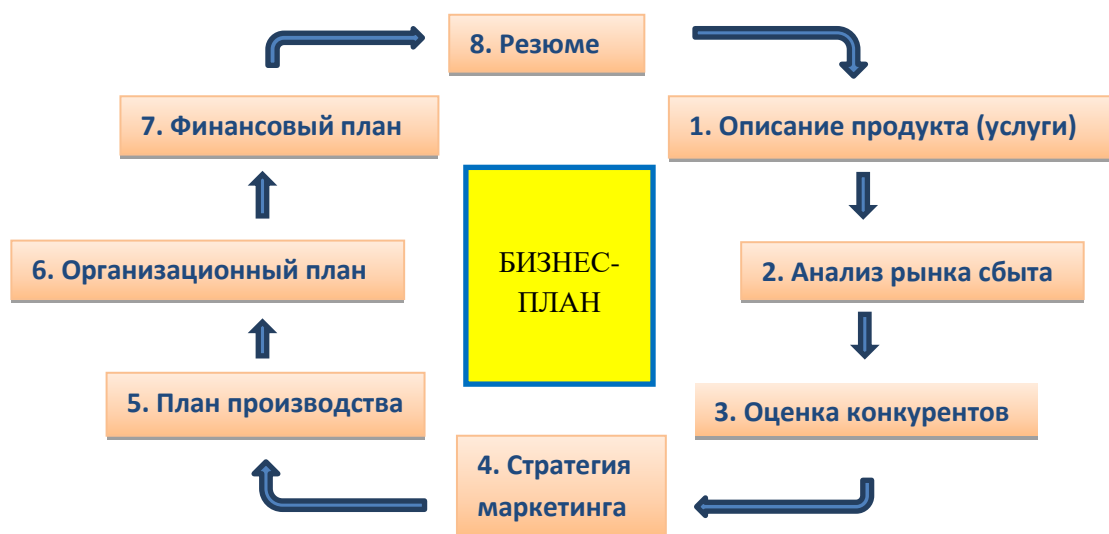 8. Резюме
7. Финансовый план
1. Описание продукта (услуги)
6. Организационный план
БИЗНЕС-
ПЛАН
2. Анализ рынка сбыта
5. План производства
3. Оценка конкурентов
4. Стратегия
маркетинга